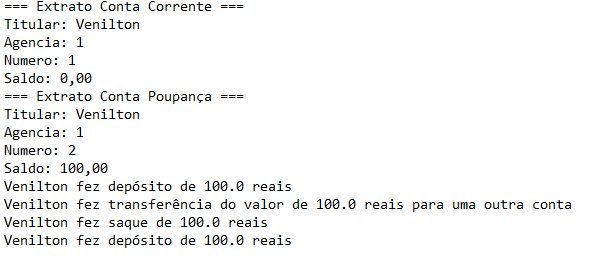 === Extrato Conta Corrente ===
Titular: Venilton
Agencia: 1
Numero: 1
Saldo: 0,00
=== Extrato Conta Poupança ===
Titular: Venilton
Agencia: 1
Numero: 2
Saldo: 100,00
Venilton fez depósito de 100.0 reais
Venilton fez transferência do valor de 100.0 reais para uma outra conta
Venilton fez saque de 100.0 reais
Venilton fez depósito de 100.0 reais